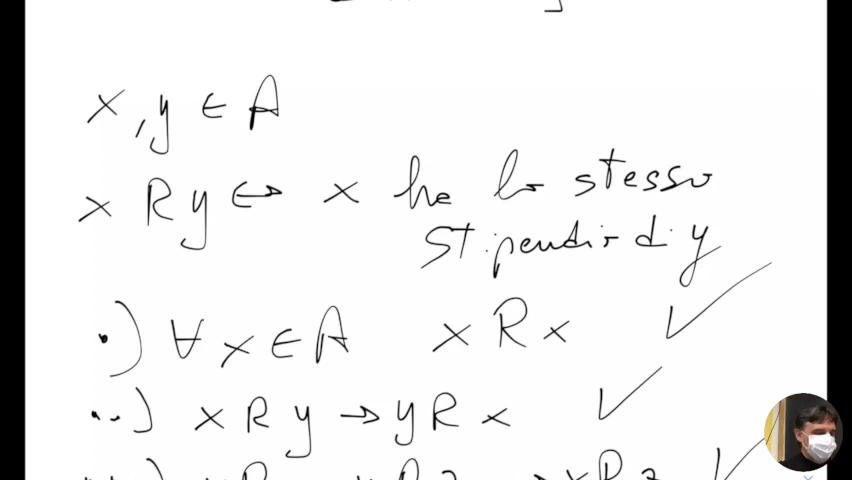 x, y ∈ A
x R y ↔ x ha lo stesso
stipendio di y
.) ∀ x ∈ A x R x ✓
..) x R y → y R x ✓